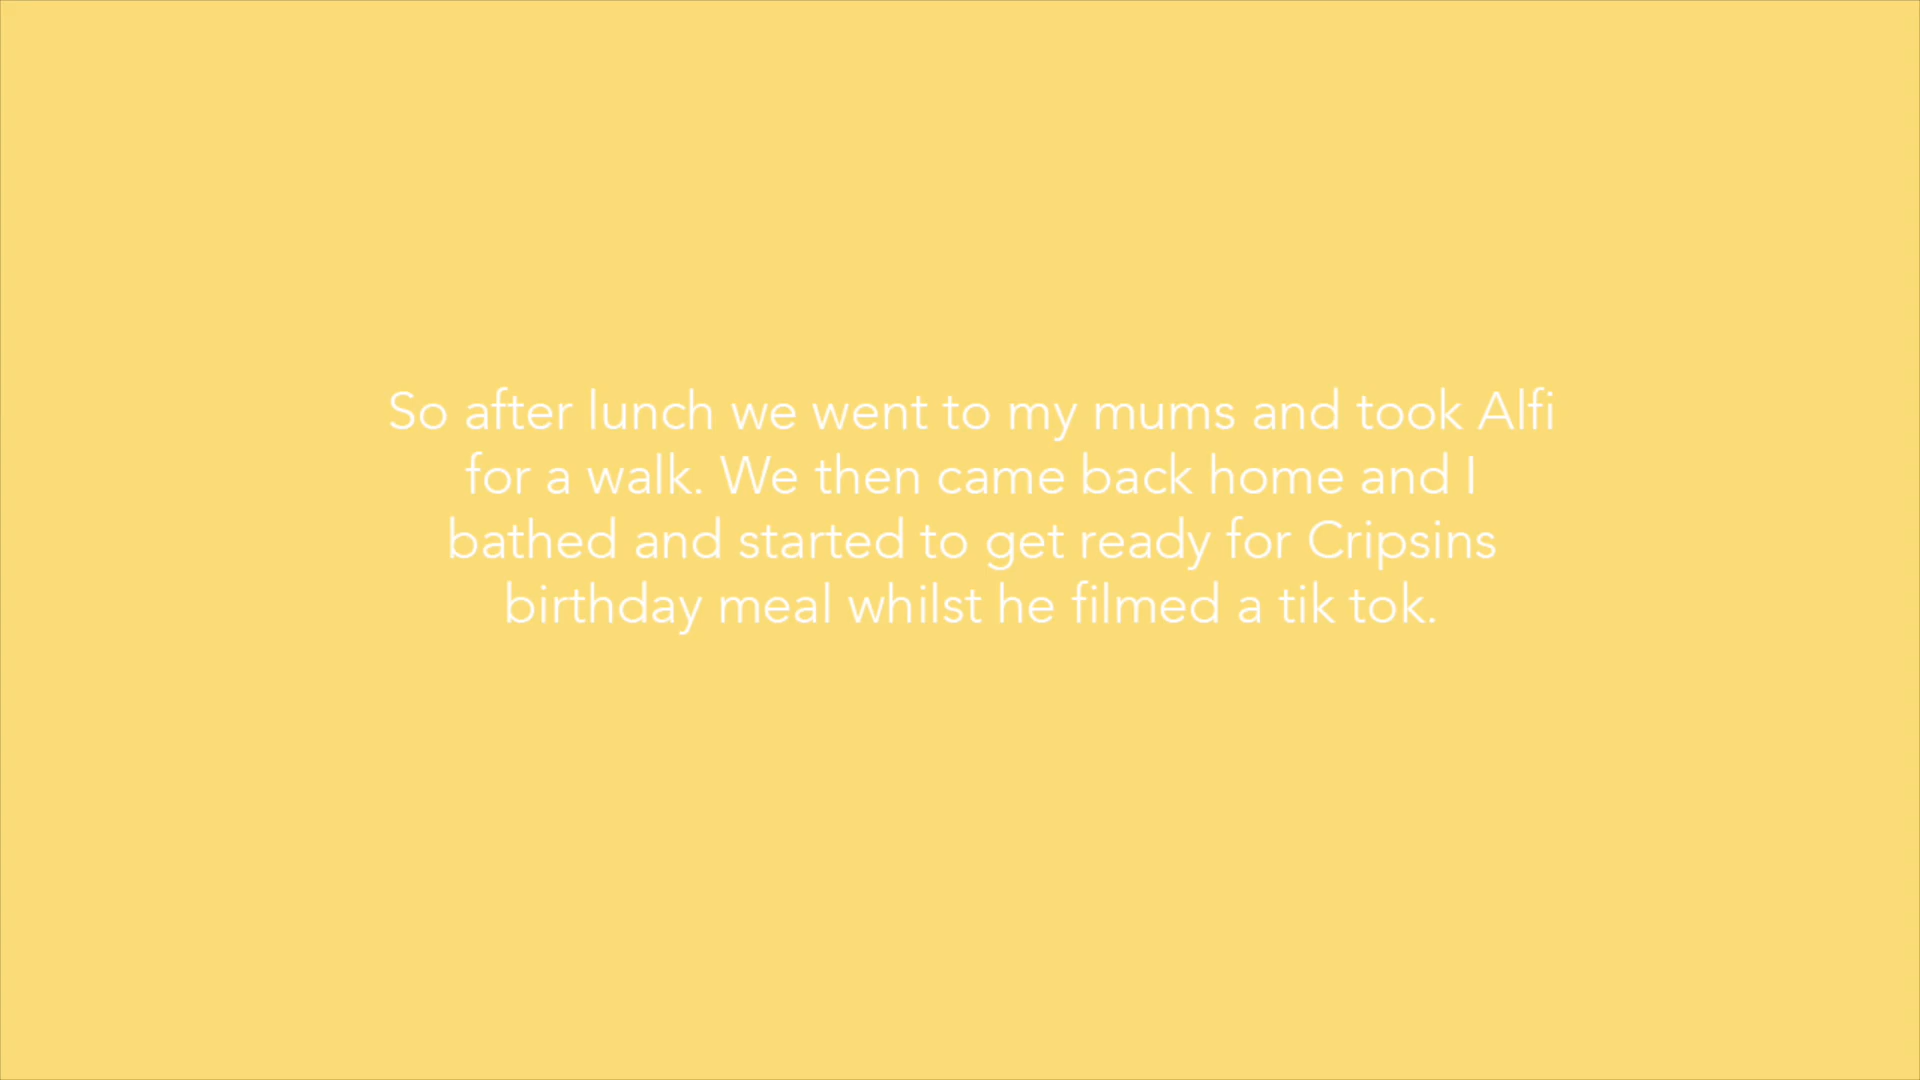 So after lunch we went to my mums and took Alfi
for a walk. We then came back home and I
bathed and started to get ready for Cripsins
birthday meal whilst he filmed a tik tok.